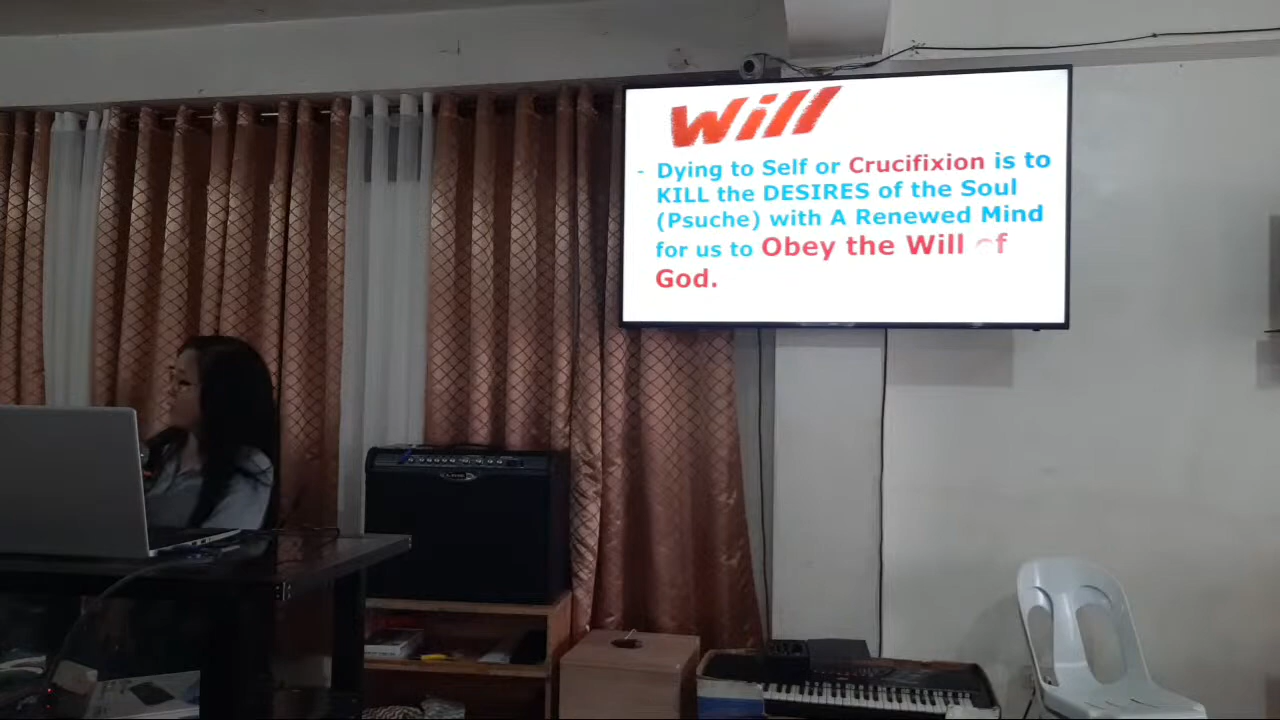 Will
- Dying to Self or Crucifixion is to
KILL the DESIRES of the Soul
(Psuche) with A Renewed Mind
for us to Obey the Will of
God.